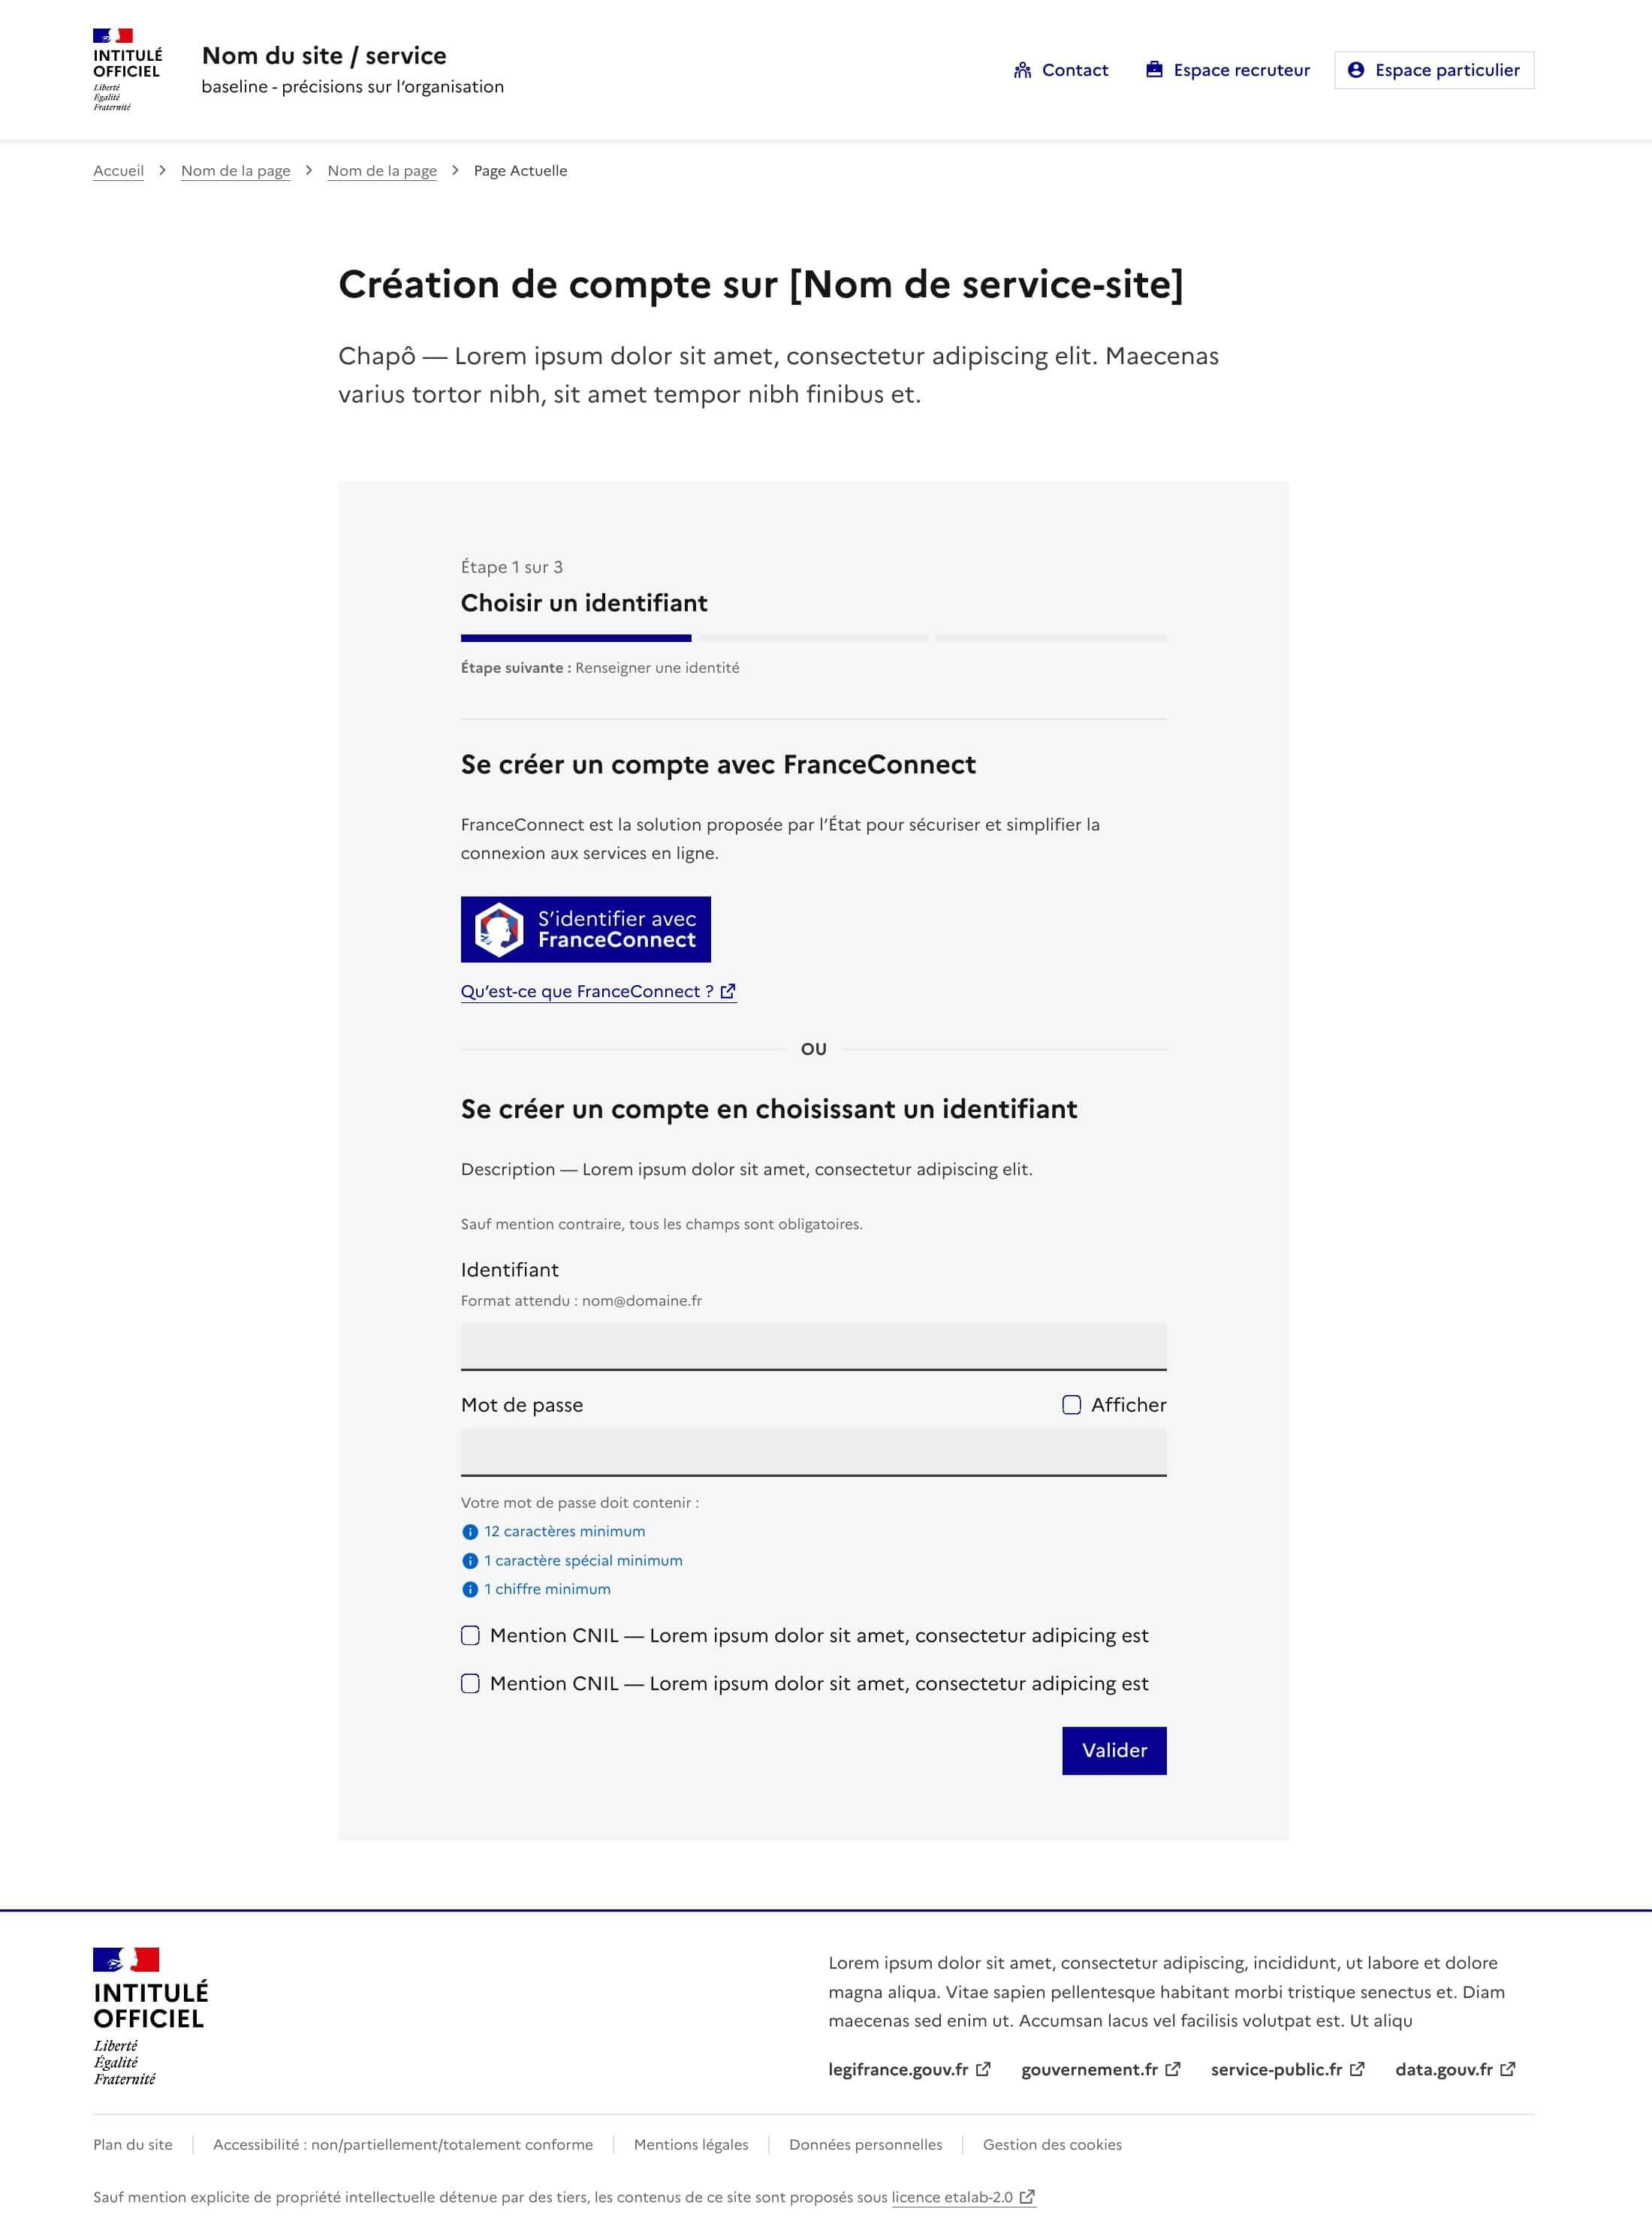 INTITULÉ
OFFICIEL
Liberté
Égalité
Fraternité
Nom du site / service
baseline - précisions sur l'organisation
Contact
Espace recruteur
Espace particulier
Accueil > Nom de la page > Nom de la page > Page Actuelle
Création de compte sur [Nom de service-site]
Chapô — Lorem ipsum dolor sit amet, consectetur adipiscing elit. Maecenas
varius tortor nibh, sit amet tempor nibh finibus et.
Étape 1 sur 3
Choisir un identifiant
Étape suivante : Renseigner une identité
Se créer un compte avec FranceConnect
FranceConnect est la solution proposée par l'État pour sécuriser et simplifier la
connexion aux services en ligne.
S'identifier avec
FranceConnect
Qu'est-ce que FranceConnect ?
OU
Se créer un compte en choisissant un identifiant
Description — Lorem ipsum dolor sit amet, consectetur adipiscing elit.
Sauf mention contraire, tous les champs sont obligatoires.
Identifiant
Format attendu : nom@domaine.fr
Mot de passe
Afficher
Votre mot de passe doit contenir :
12 caractères minimum
1 caractère spécial minimum
1 chiffre minimum
Mention CNIL — Lorem ipsum dolor sit amet, consectetur adipicing est
Mention CNIL — Lorem ipsum dolor sit amet, consectetur adipicing est
Valider
INTITULÉ
OFFICIEL
Liberté
Égalité
Fraternité
Lorem ipsum dolor sit amet, consectetur adipiscing, incididunt, ut labore et dolore
magna aliqua. Vitae sapien pellentesque habitant morbi tristique senectus et. Diam
maecenas sed enim ut. Accumsan lacus vel facilisis volutpat est. Ut aliqu
legifrance.gouv.fr
gouvernement.fr
service-public.fr
data.gouv.fr
Plan du site
Accessibilité : non/partiellement/totalement conforme
Mentions légales
Données personnelles
Gestion des cookies
Sauf mention explicite de propriété intellectuelle détenue par des tiers, les contenus de ce site sont proposés sous licence etalab-2.0